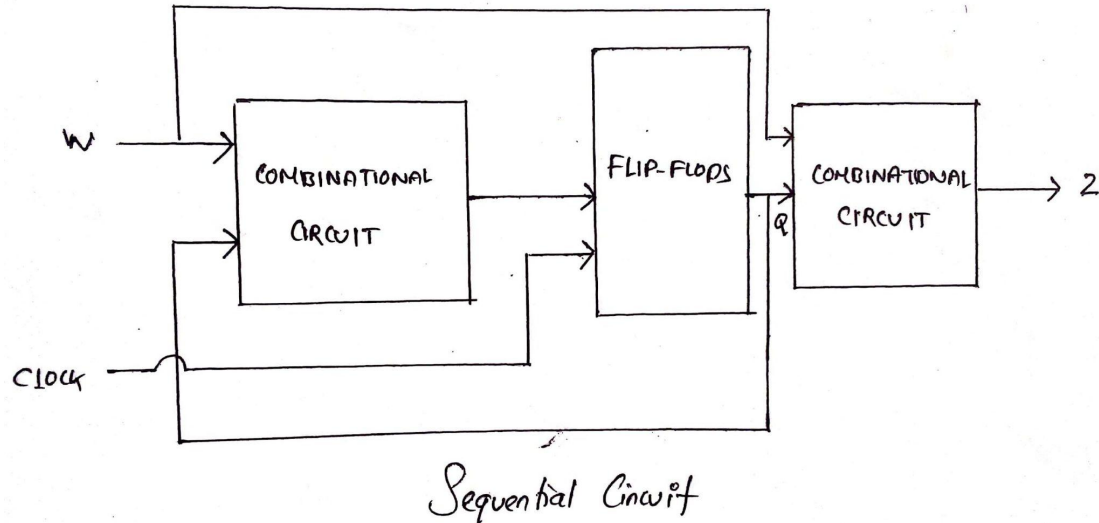 W
COMBINATIONAL
CIRCUIT
FLIP-FLOPS
Q
COMBINATIONAL
CIRCUIT
Z
Clock
Sequential Circuit